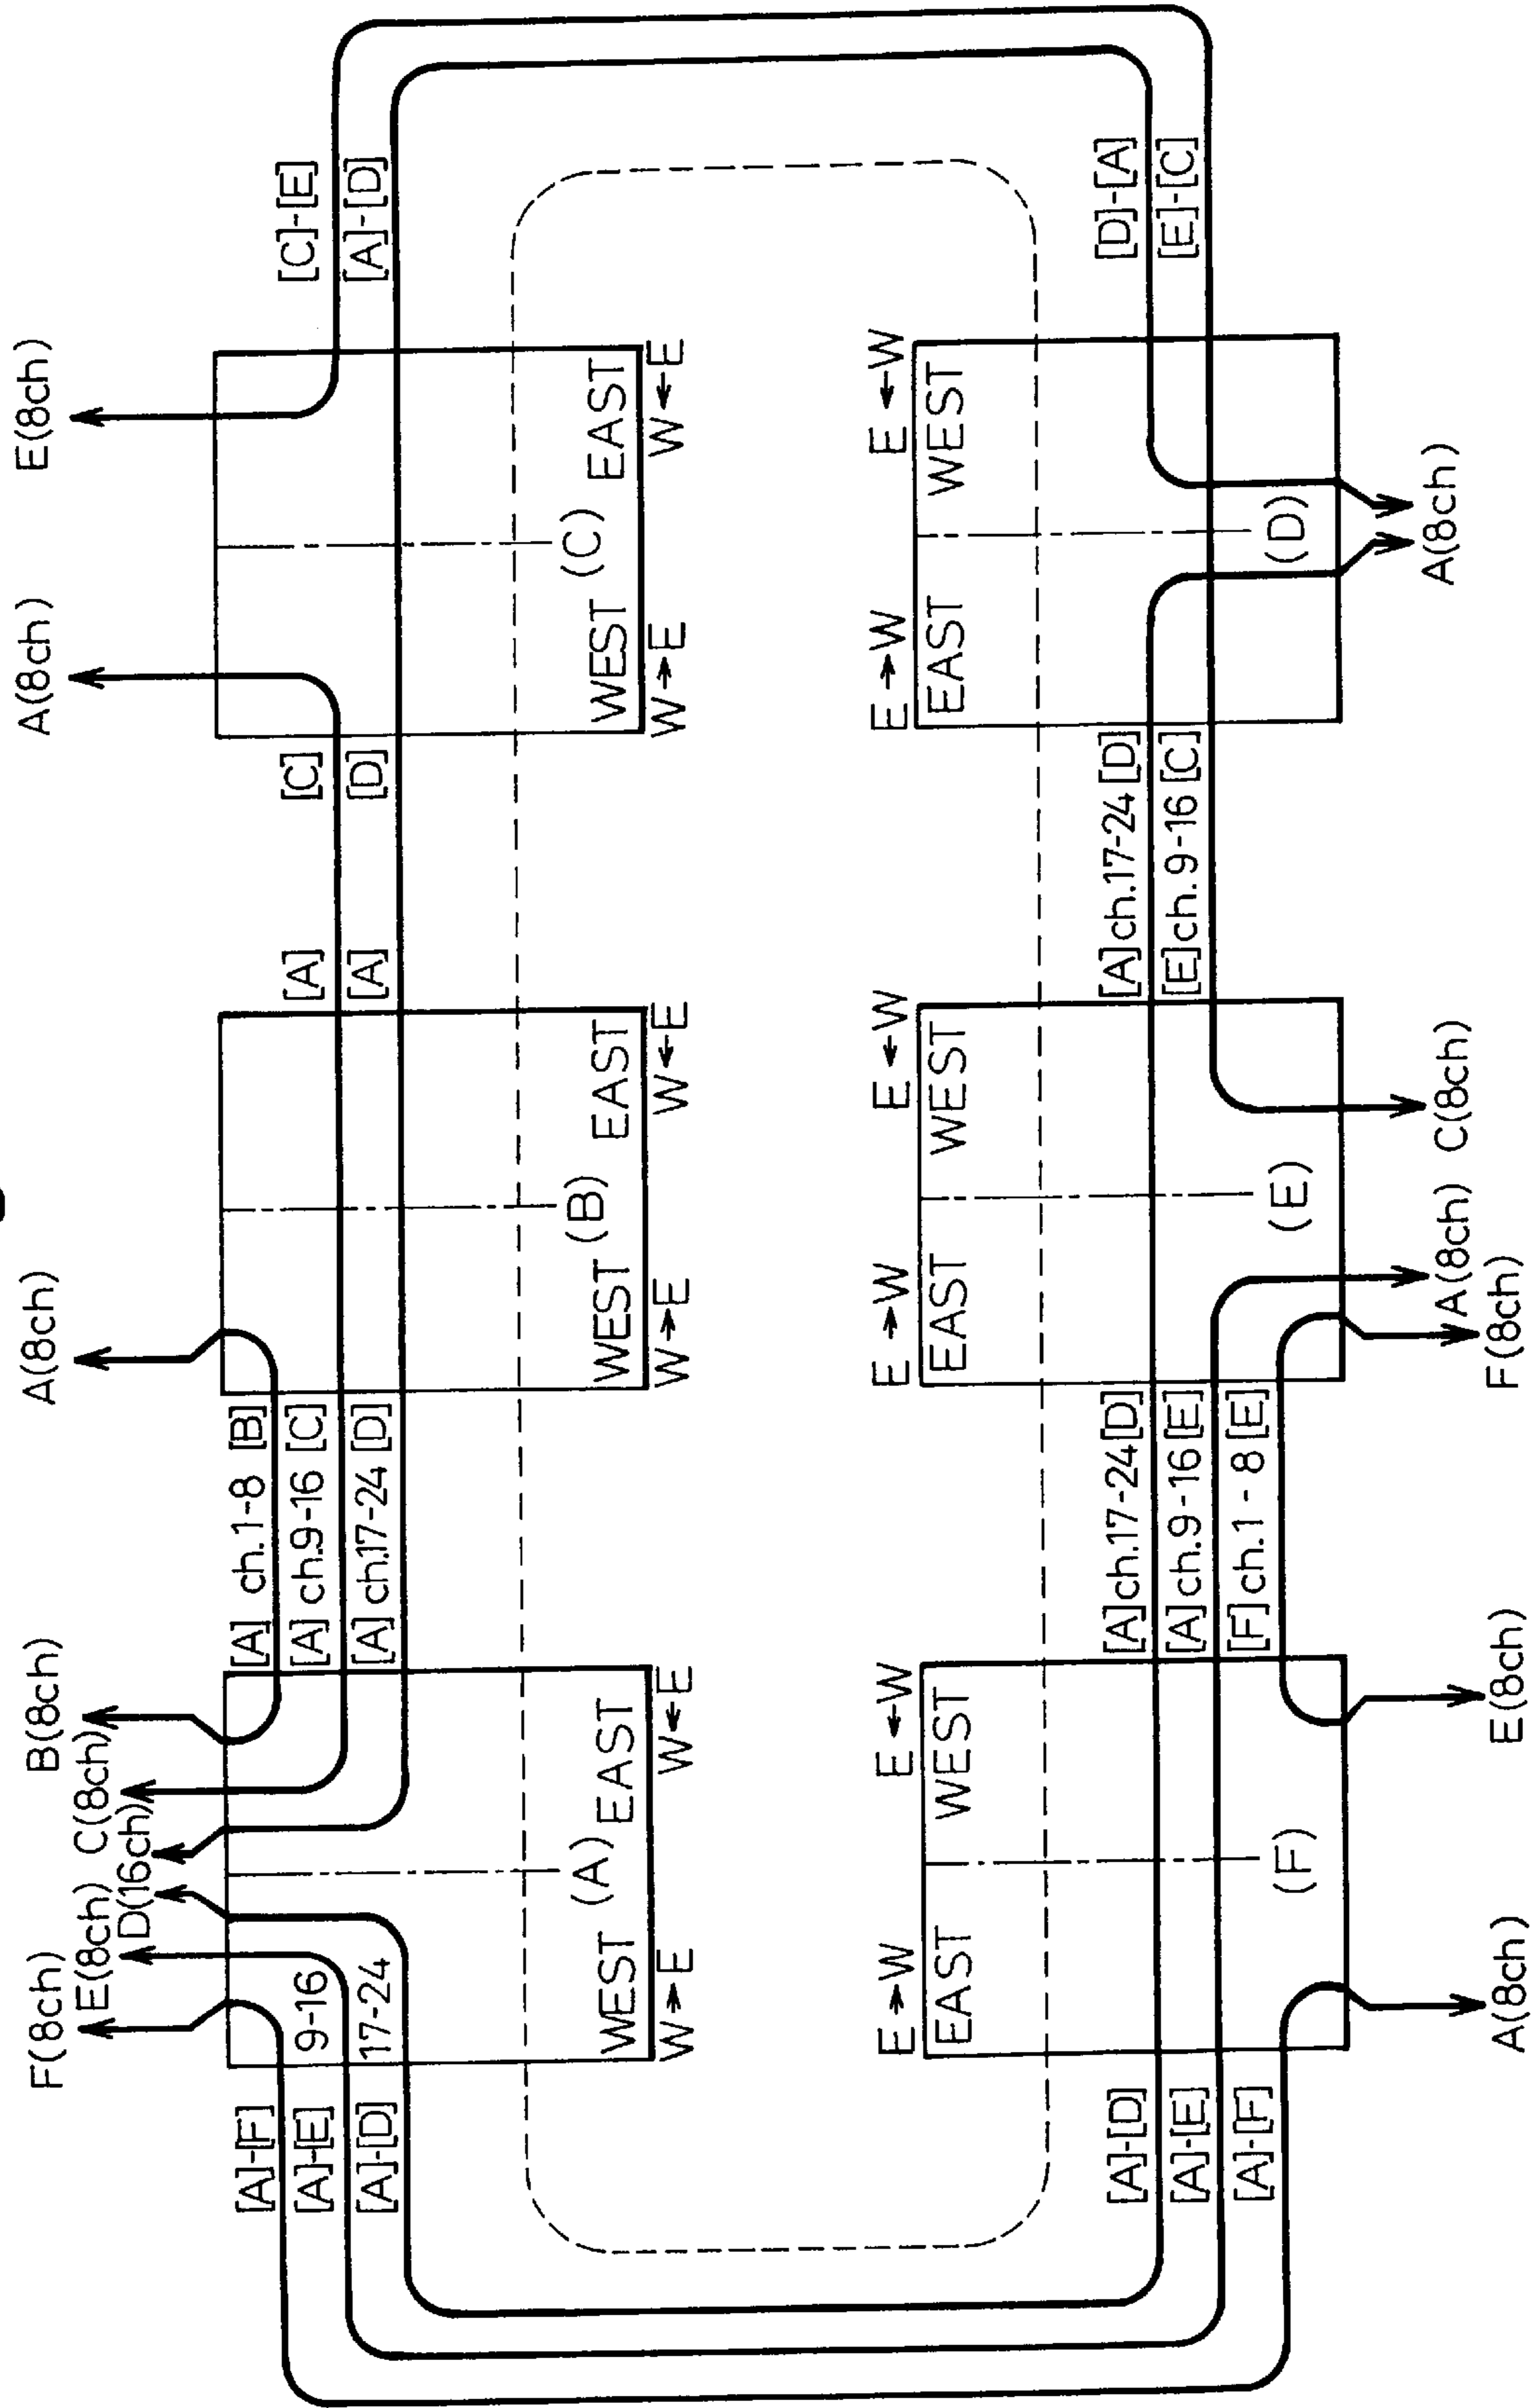 F(8ch)
E(8ch)
D(16ch)
C(8ch)
B(8ch)
A(8ch)
A(8ch)
E(8ch)
[A]-[F]
[A]-[E]
[A]-[D]
9-16
17-24
[A] ch.1-8 [B]
[A] ch.9-16 [C]
[A] ch.17-24 [D]
[A] [C]
[A] [D]
[C]-[E]
[A]-[D]
WEST (A) EAST
W→E W←E
WEST (B) EAST
W→E W←E
WEST (C) EAST
W→E W←E
E→W E←W
EAST WEST
(F)
E→W E←W
EAST WEST
(E)
E→W E←W
EAST WEST
(D)
[A]-[D]
[A]-[E]
[A]-[F]
[A]ch.17-24[D]
[A]ch.9-16[E]
[F]ch.1-8[E]
[A]ch.17-24[D]
[E]ch.9-16[C]
[D]-[A]
[E]-[C]
A(8ch)
E(8ch)
F(8ch)
A(8ch)
C(8ch)
A(8ch)